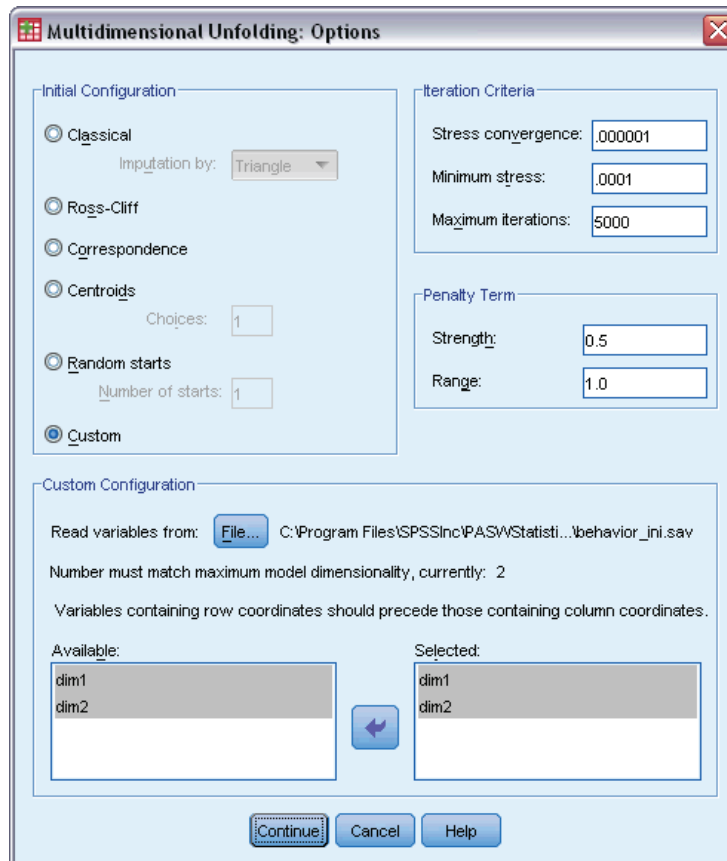 Multidimensional Unfolding: Options
Initial Configuration
Classical
Imputation by: Triangle
Ross-Cliff
Correspondence
Centroids
Choices: 1
Random starts
Number of starts: 1
Custom
Iteration Criteria
Stress convergence: .000001
Minimum stress: .0001
Maximum iterations: 5000
Penalty Term
Strength: 0.5
Range: 1.0
Custom Configuration
Read variables from: File... C:\Program Files\SPSSInc\PASWStatisti...\behavior_ini.sav
Number must match maximum model dimensionality, currently: 2
Variables containing row coordinates should precede those containing column coordinates.
Available:
dim1
dim2
Selected:
dim1
dim2
Continue Cancel Help